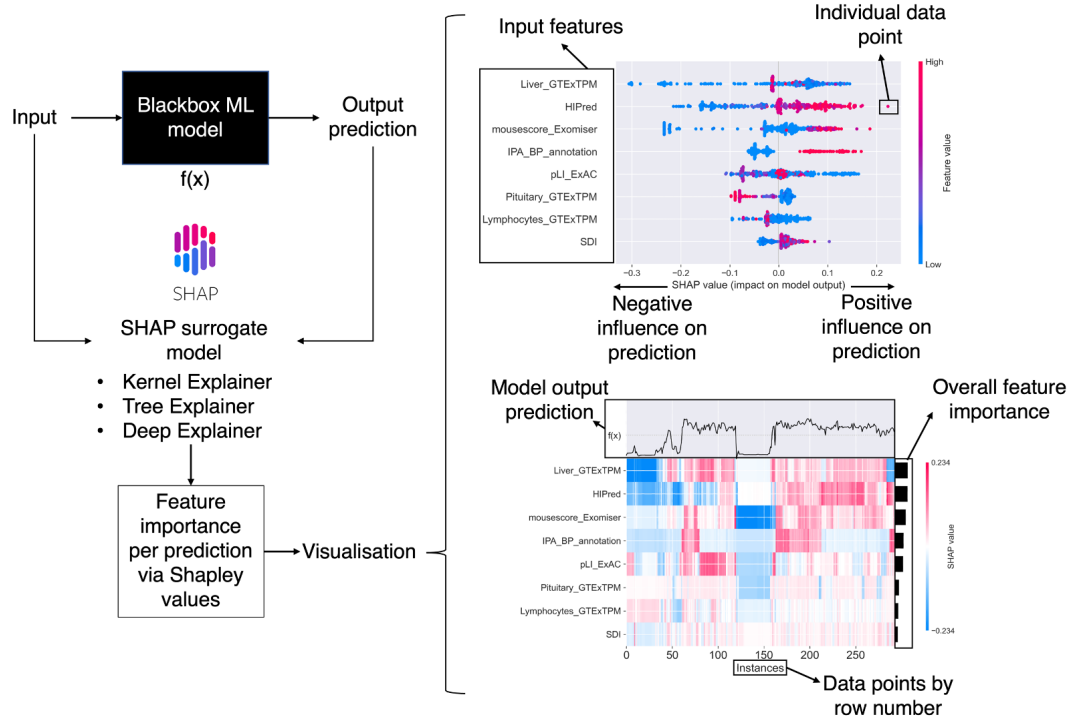 Input
Blackbox ML
model
Output
prediction
f(x)
SHAP
SHAP surrogate
model
• Kernel Explainer
• Tree Explainer
• Deep Explainer
Feature
importance
per prediction
via Shapley
values
Visualisation
Input features
Individual data
point
Liver_GTExTPM
HIPred
mousescore_Exomiser
IPA_BP_annotation
pLI_ExAC
Pituitary_GTExTPM
Lymphocytes_GTExTPM
SDI
High
Feature value
Low
−0.3 −0.2 −0.1 0.0 0.1 0.2
SHAP value (impact on model output)
Negative
influence on
prediction
Positive
influence on
prediction
Model output
prediction
Overall feature
importance
f(x)
Liver_GTExTPM
HIPred
mousescore_Exomiser
IPA_BP_annotation
pLI_ExAC
Pituitary_GTExTPM
Lymphocytes_GTExTPM
SDI
0.234
SHAP value
−0.234
0 50 100 150 200 250
Instances
Data points by
row number